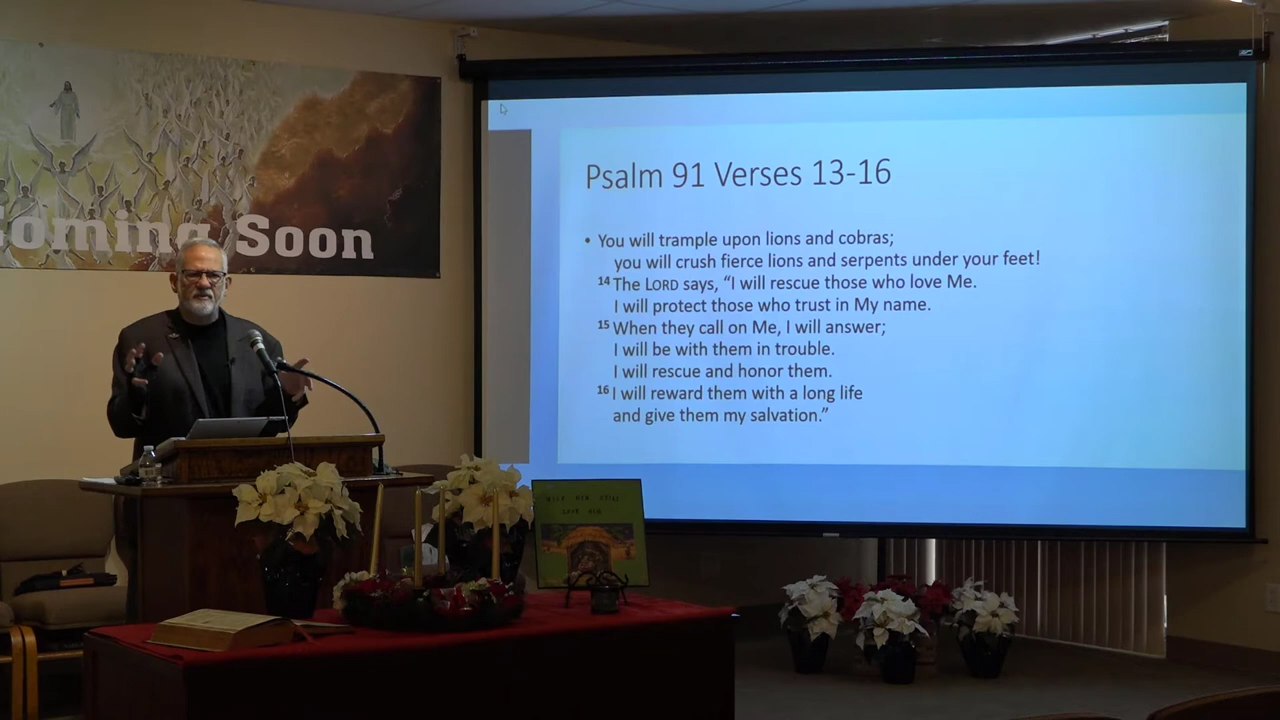 Coming Soon
Psalm 91 Verses 13-16
• You will trample upon lions and cobras;
you will crush fierce lions and serpents under your feet!
14 The LORD says, “I will rescue those who love Me.
I will protect those who trust in My name.
15 When they call on Me, I will answer;
I will be with them in trouble.
I will rescue and honor them.
16 I will reward them with a long life
and give them my salvation.”
WISE MEN STILL